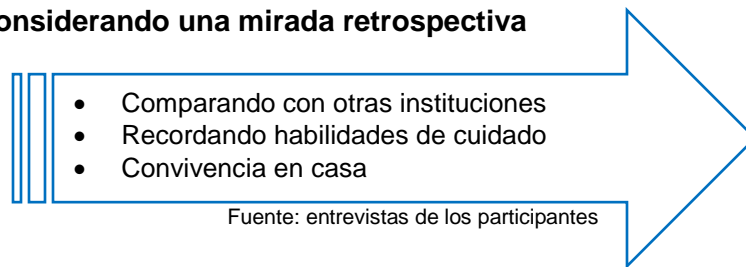 onsiderando una mirada retrospectiva
• Comparando con otras instituciones
• Recordando habilidades de cuidado
• Convivencia en casa
Fuente: entrevistas de los participantes